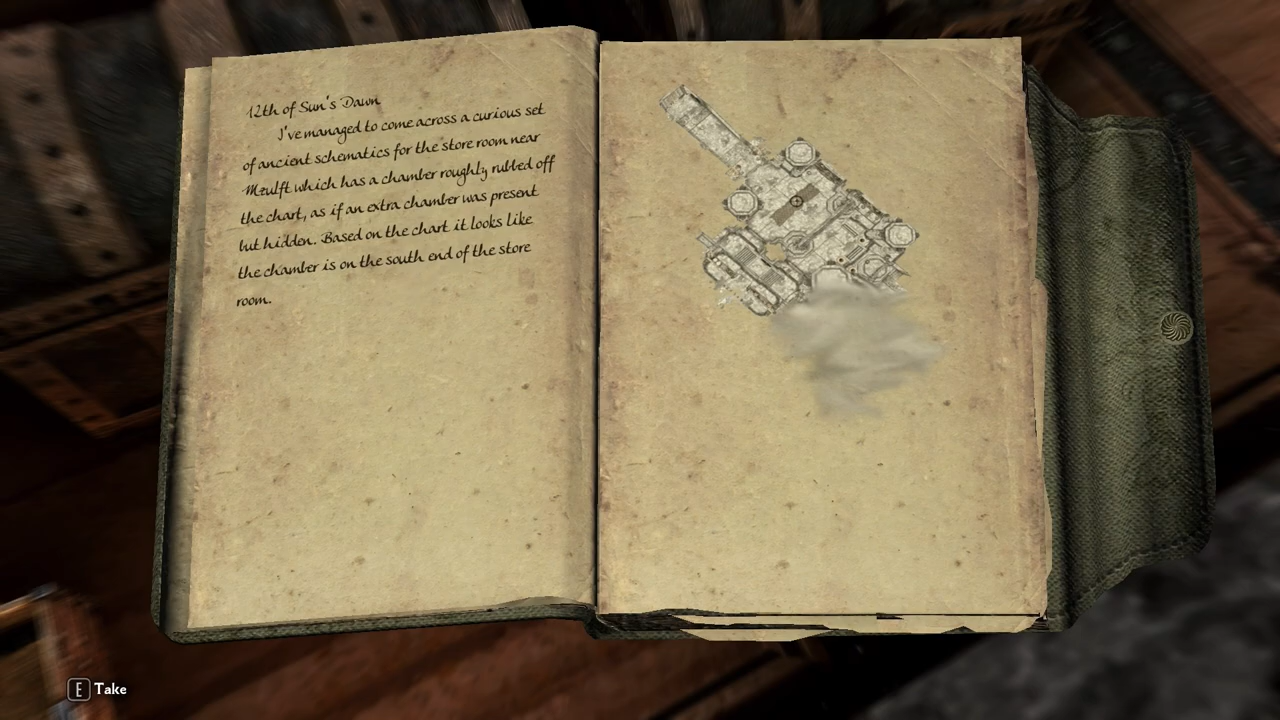 12th of Sun's Dawn
I've managed to come across a curious set
of ancient schematics for the store room near
Mzulft which has a chamber roughly rubbed off
the chart, as if an extra chamber was present
but hidden. Based on the chart it looks like
the chamber is on the south end of the store
room.
E Take